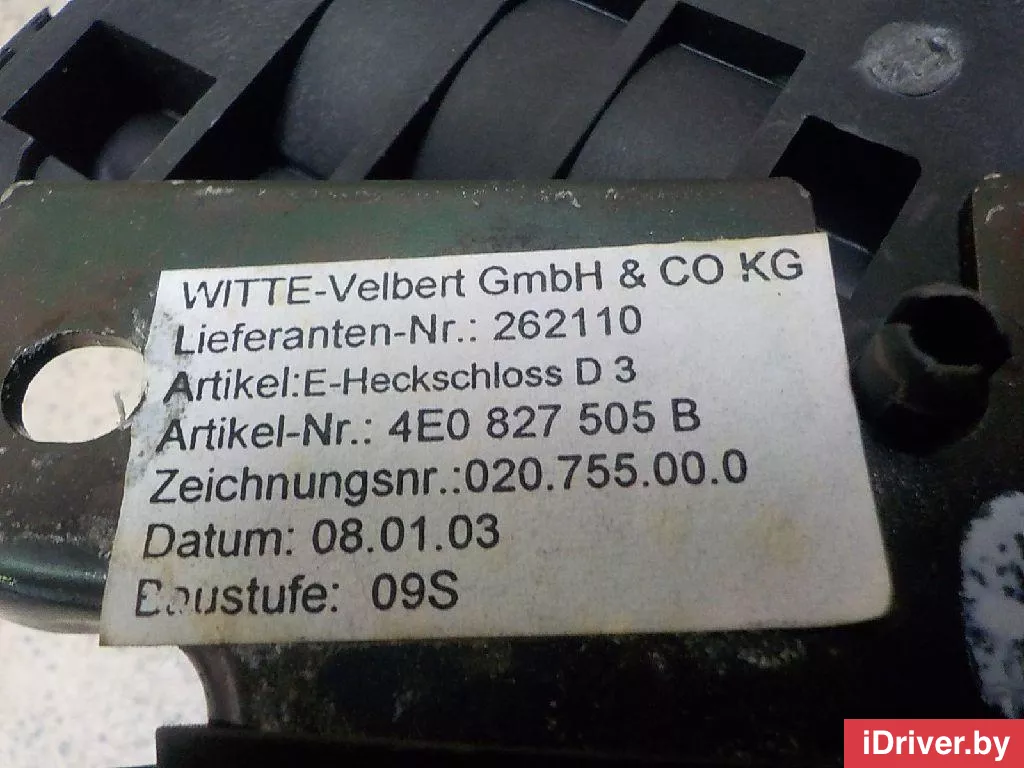 WITTE-Velbert GmbH & CO KG
Lieferanten-Nr.: 262110
Artikel:E-Heckschloss D 3
Artikel-Nr.: 4E0 827 505 B
Zeichnungsnr.:020.755.00.0
Datum: 08.01.03
Baustufe: 09S
iDriver.by